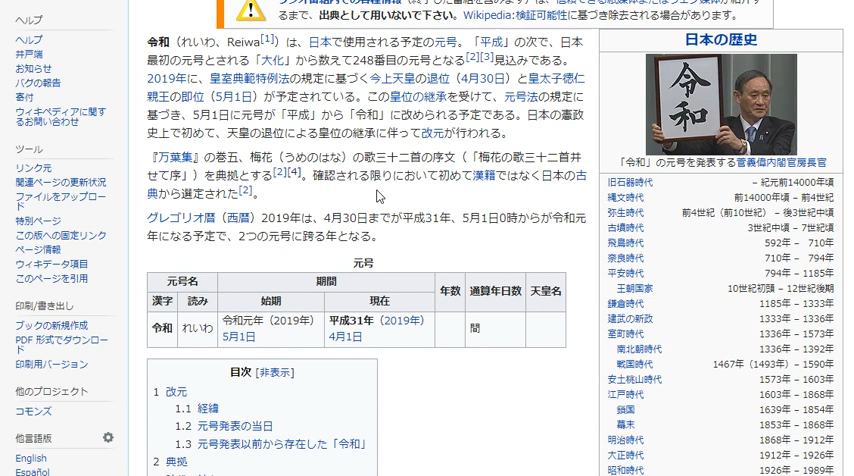 ヘルプ
ヘルプ
井戸端
お知らせ
バグの報告
寄付
ウィキペディアに関す
るお問い合わせ
ツール
リンク元
関連ページの更新状況
ファイルをアップロー
ド
特別ページ
この版への固定リンク
ページ情報
ウィキデータ項目
このページを引用
印刷/書き出し
ブックの新規作成
PDF 形式でダウンロー
ド
印刷用バージョン
他のプロジェクト
コモンズ
他言語版
English
Español
るまで、出典として用いないで下さい。Wikipedia:検証可能性に基づき除去される場合があります。
令和（れいわ、Reiwa[1]）は、日本で使用される予定の元号。「平成」の次で、日本
最初の元号とされる「大化」から数えて248番目の元号となる[2][3]見込みである。
2019年に、皇室典範特例法の規定に基づく今上天皇の退位（4月30日）と皇太子徳仁
親王の即位（5月1日）が予定されている。この皇位の継承を受けて、元号法の規定に
基づき、5月1日に元号が「平成」から「令和」に改められる予定である。日本の憲政
史上で初めて、天皇の退位による皇位の継承に伴って改元が行われる。
『万葉集』の巻五、梅花（うめのはな）の歌三十二首の序文（「梅花の歌三十二首并
せて序」）を典拠とする[2][4]。確認される限りにおいて初めて漢籍ではなく日本の古
典から選定された[2]。
グレゴリオ暦（西暦）2019年は、4月30日までが平成31年、5月1日0時からが令和元
年になる予定で、2つの元号に跨る年となる。
元号
元号名 期間 年数 通算年日数 天皇名
漢字 読み 始期 現在
令和 れいわ 令和元年（2019年） 平成31年（2019年） 間
5月1日 4月1日
目次 [非表示]
1 改元
1.1 経緯
1.2 元号発表の当日
1.3 元号発表以前から存在した「令和」
2 典拠
日本の歴史
令和
「令和」の元号を発表する菅義偉内閣官房長官
旧石器時代 – 紀元前14000年頃
縄文時代 前14000年頃 – 前4世紀
弥生時代 前4世紀（前10世紀） – 後3世紀中頃
古墳時代 3世紀中頃 – 7世紀頃
飛鳥時代 592年 – 710年
奈良時代 710年 – 794年
平安時代 794年 – 1185年
王朝国家 10世紀初頭 – 12世紀後期
鎌倉時代 1185年 – 1333年
建武の新政 1333年 – 1336年
室町時代 1336年 – 1573年
南北朝時代 1336年 – 1392年
戦国時代 1467年（1493年）– 1590年
安土桃山時代 1573年 – 1603年
江戸時代 1603年 – 1868年
鎖国 1639年 – 1854年
幕末 1853年 – 1868年
明治時代 1868年 – 1912年
大正時代 1912年 – 1926年
昭和時代 1926年 – 1989年